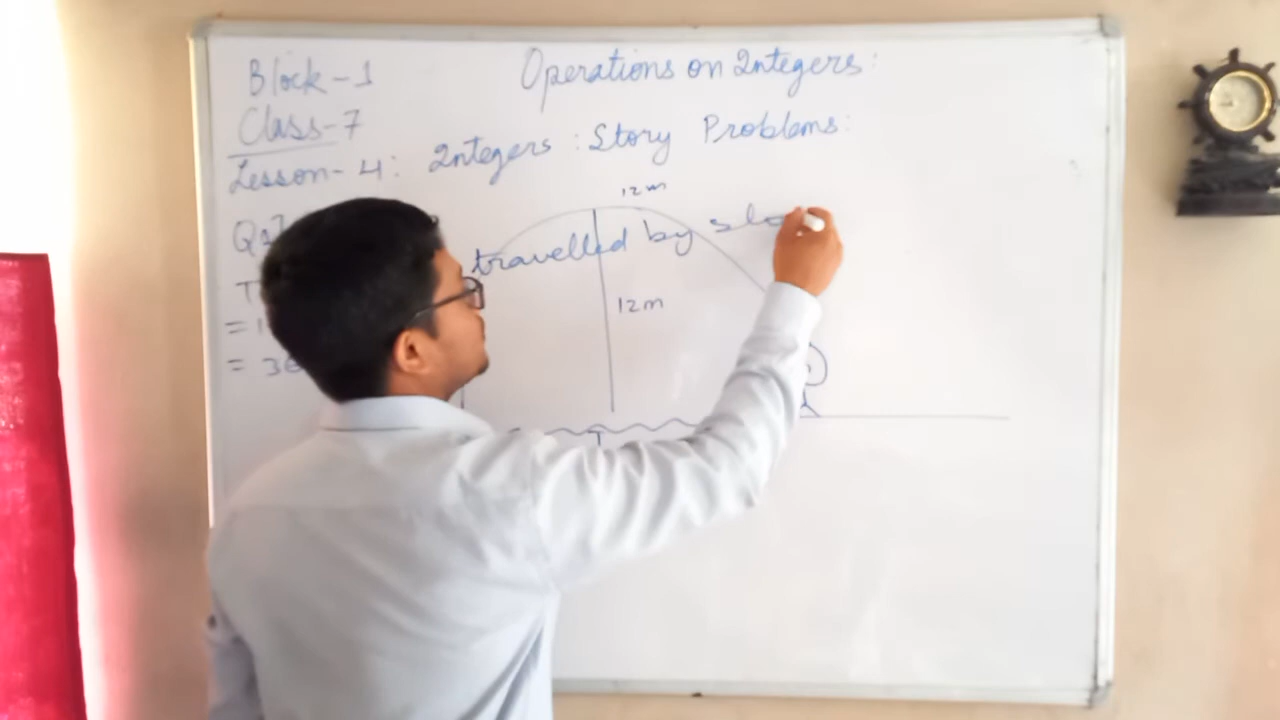 Block-1
Operations on Integers:
Class-7
Lesson-4: Integers: Story Problems:
12m
travelled by
12m